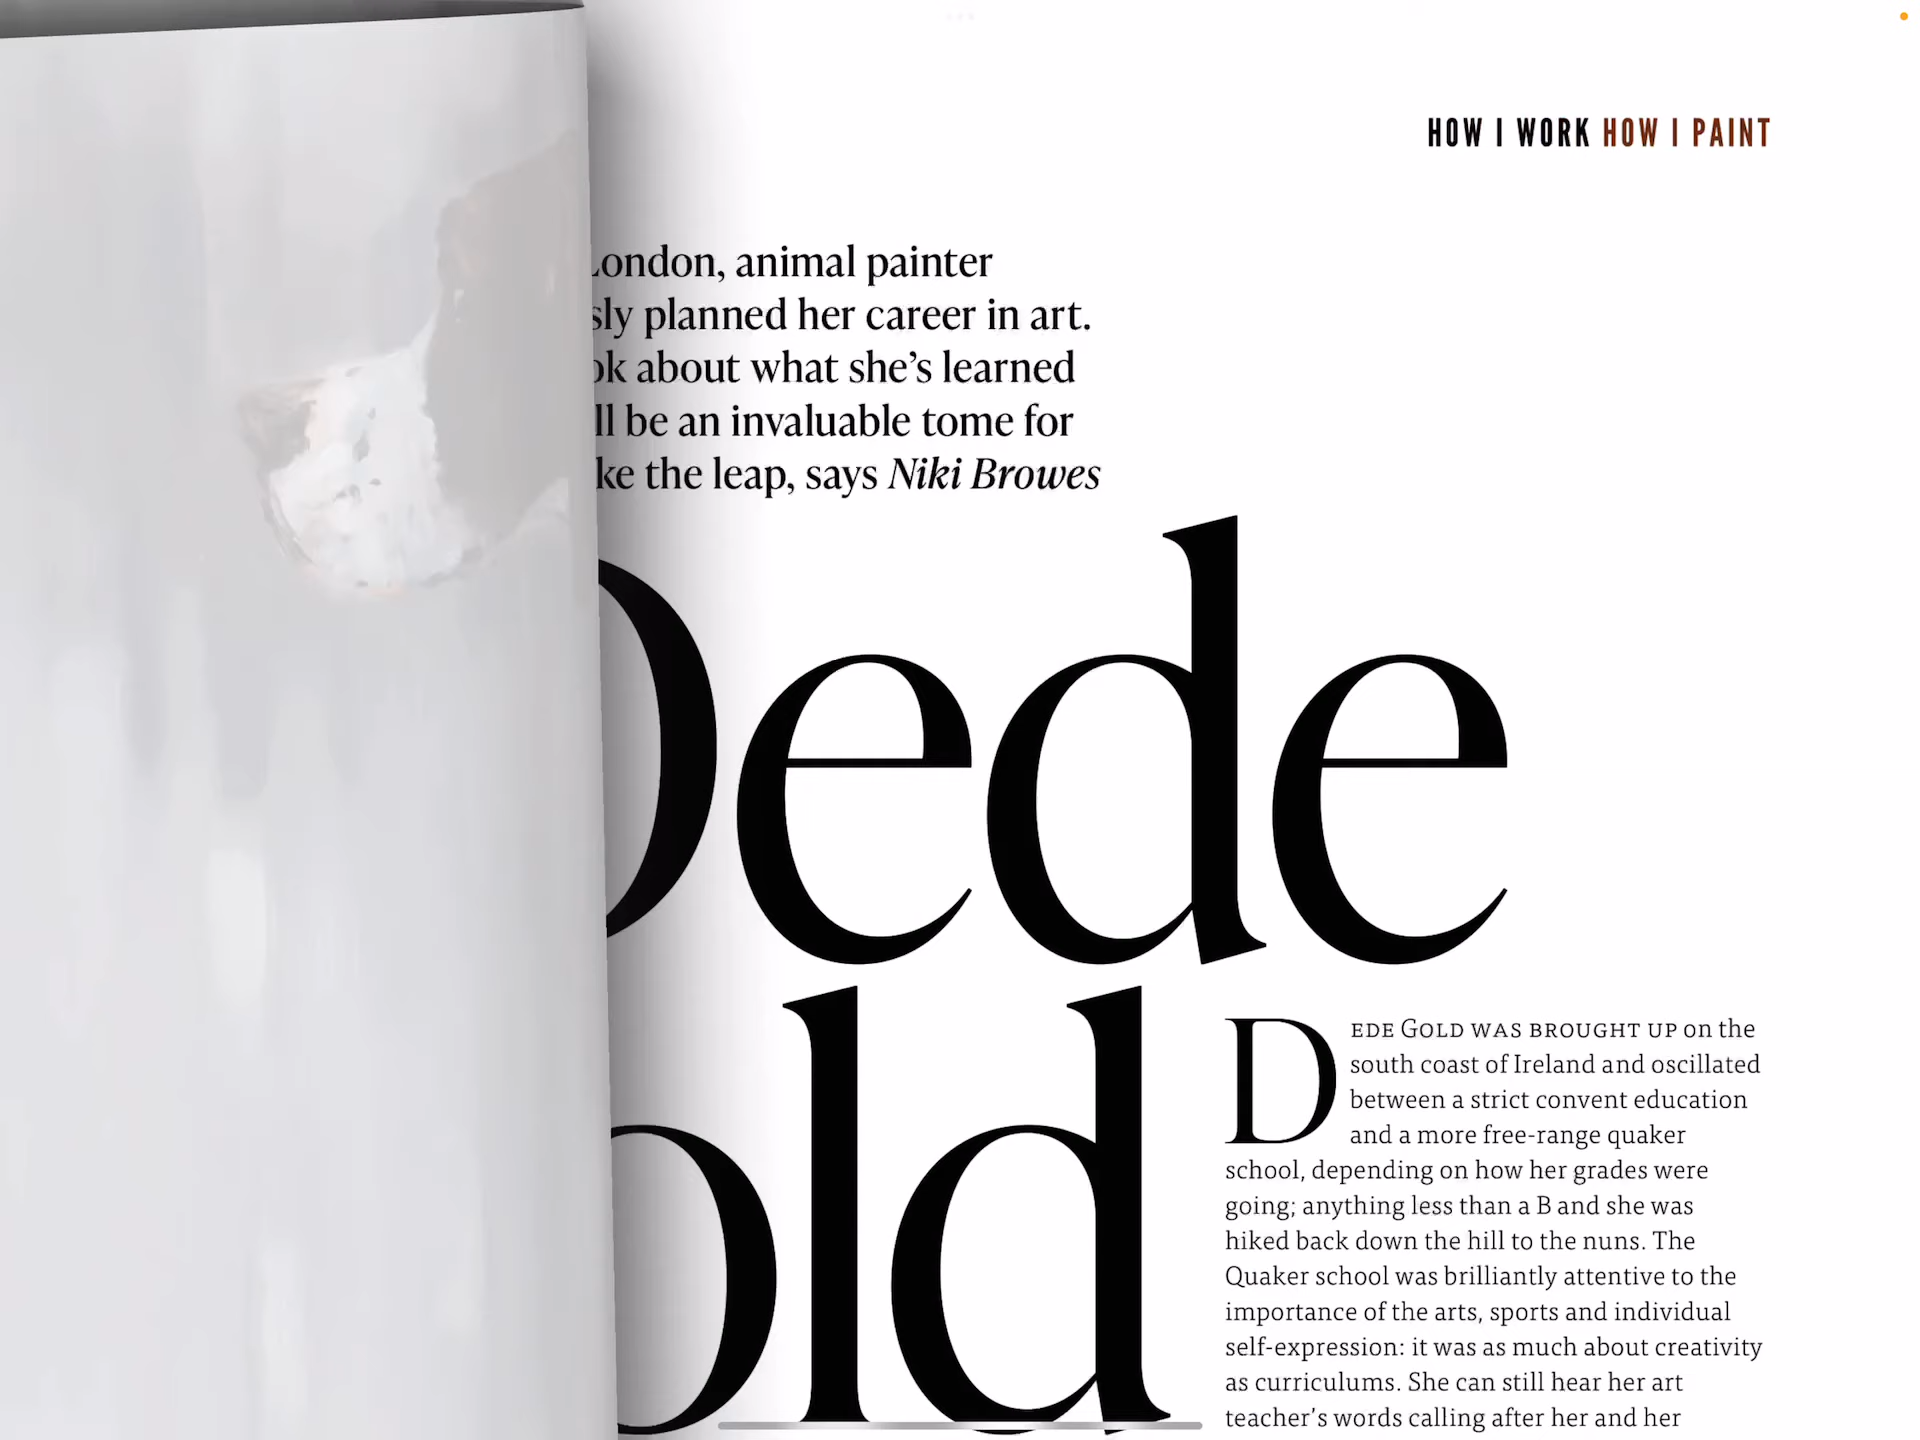 HOW I WORK HOW I PAINT
London, animal painter
planned her career in art.
about what she's learned
be an invaluable tome for
the leap, says Niki Browes
Dede
old
DEDE GOLD WAS BROUGHT UP on the
south coast of Ireland and oscillated
between a strict convent education
and a more free-range quaker
school, depending on how her grades were
going; anything less than a B and she was
hiked back down the hill to the nuns. The
Quaker school was brilliantly attentive to the
importance of the arts, sports and individual
self-expression: it was as much about creativity
as curriculums. She can still hear her art
teacher's words calling after her and her